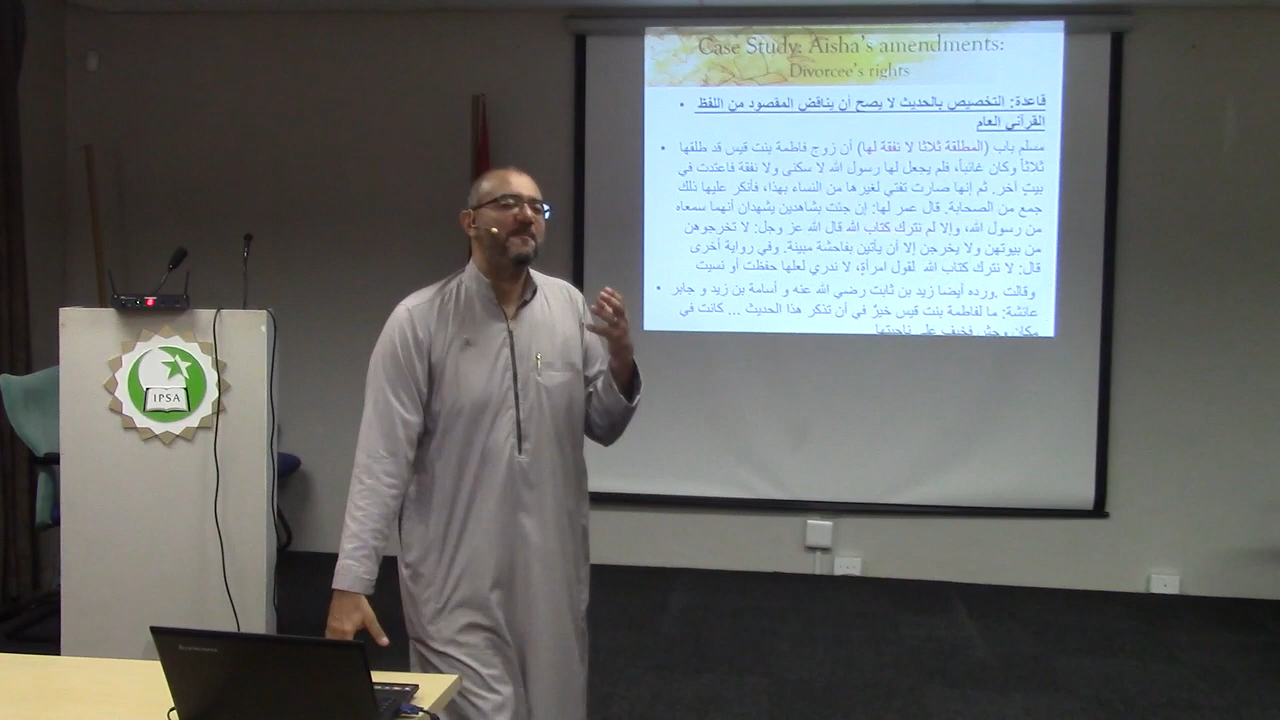 Case Study: Aisha's amendments:
Divorcee's rights
• قاعدة: التخصيص بالحديث لا يصح أن يناقض المقصود من اللفظ
القرآني العام
• مسلم باب (المطلقة ثلاثا لا نفقة لها) أن زوج فاطمة بنت قيس قد طلقها
ثلاثاً وكان غائباً، فلم يجعل لها رسول الله لا سكنى ولا نفقة فاعتدت في
بيتٍ آخر. ثم إنها صارت تفتي لغيرها من النساء بهذا، فأنكر عليها ذلك
جمع من الصحابة. قال عمر لها: إن جئت بشاهدين يشهدان أنهما سمعاه
من رسول الله، وإلا لم نترك كتاب الله قال الله عز وجل: لا تخرجوهن
من بيوتهن ولا يخرجن إلا أن يأتين بفاحشة مبينة. وفي رواية أخرى
قال: لا نترك كتاب الله لقول امرأةٍ، لا ندري لعلها حفظت أو نسيت
• وقالت .ورده أيضا زيد بن ثابت رضي الله عنه و أسامة بن زيد و جابر
عائشة: ما لفاطمة بنت قيس خيرٌ في أن تذكر هذا الحديث ... كانت في
مكان وحش فخيف على ناحيتها
IPSA